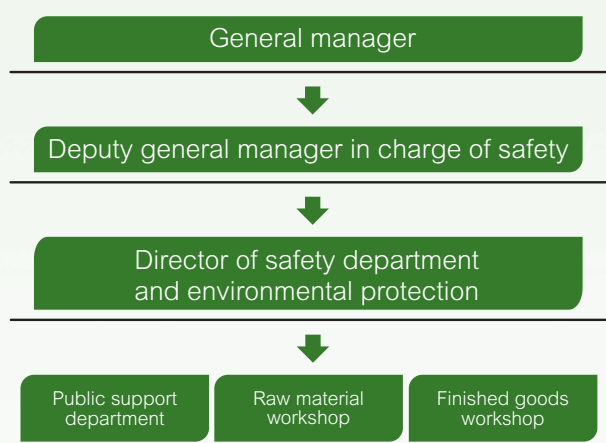 General manager
Deputy general manager in charge of safety
Director of safety department
and environmental protection
Public support
department
Raw material
workshop
Finished goods
workshop